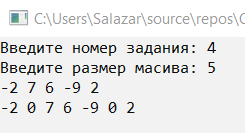 C:\Users\Salazar\source\repos\
Введите номер задания: 4
Введите размер масива: 5
-2 7 6 -9 2
-2 0 7 6 -9 0 2